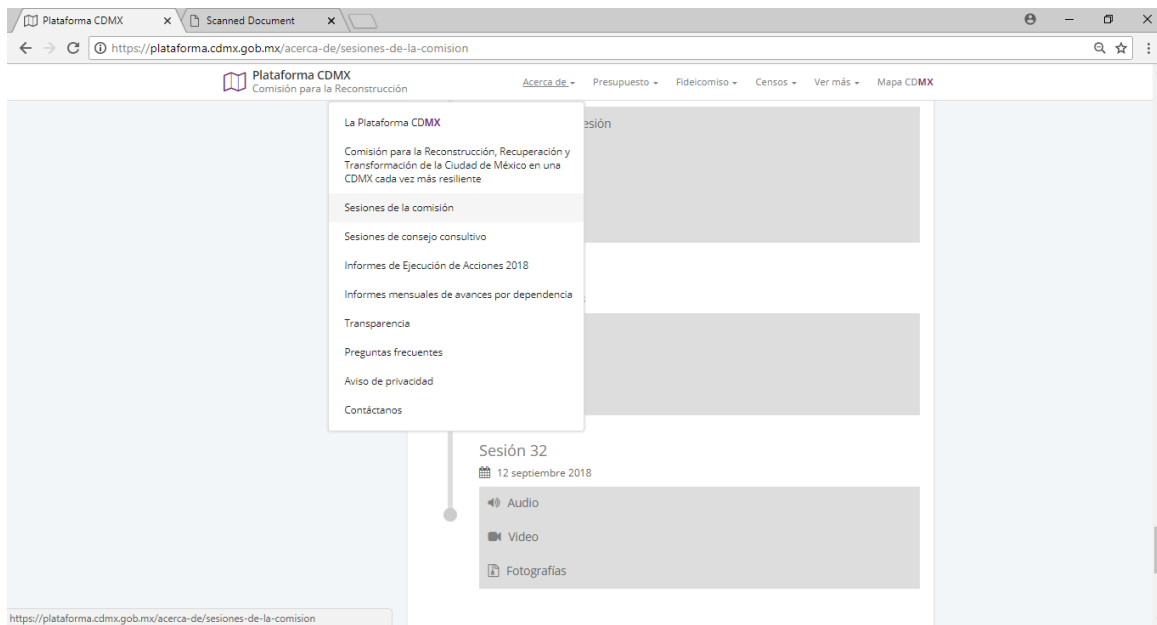 Plataforma CDMX
Scanned Document
https://plataforma.cdmx.gob.mx/acerca-de/sesiones-de-la-comision
Plataforma CDMX
Comisión para la Reconstrucción
Acerca de
Presupuesto
Fideicomiso
Censos
Ver más
Mapa CDMX
La Plataforma CDMX
Comisión para la Reconstrucción, Recuperación y
Transformación de la Ciudad de México en una
CDMX cada vez más resiliente
Sesiones de la comisión
Sesiones de consejo consultivo
Informes de Ejecución de Acciones 2018
Informes mensuales de avances por dependencia
Transparencia
Preguntas frecuentes
Aviso de privacidad
Contáctanos
esión
Sesión 32
12 septiembre 2018
Audio
Video
Fotografías
https://plataforma.cdmx.gob.mx/acerca-de/sesiones-de-la-comision